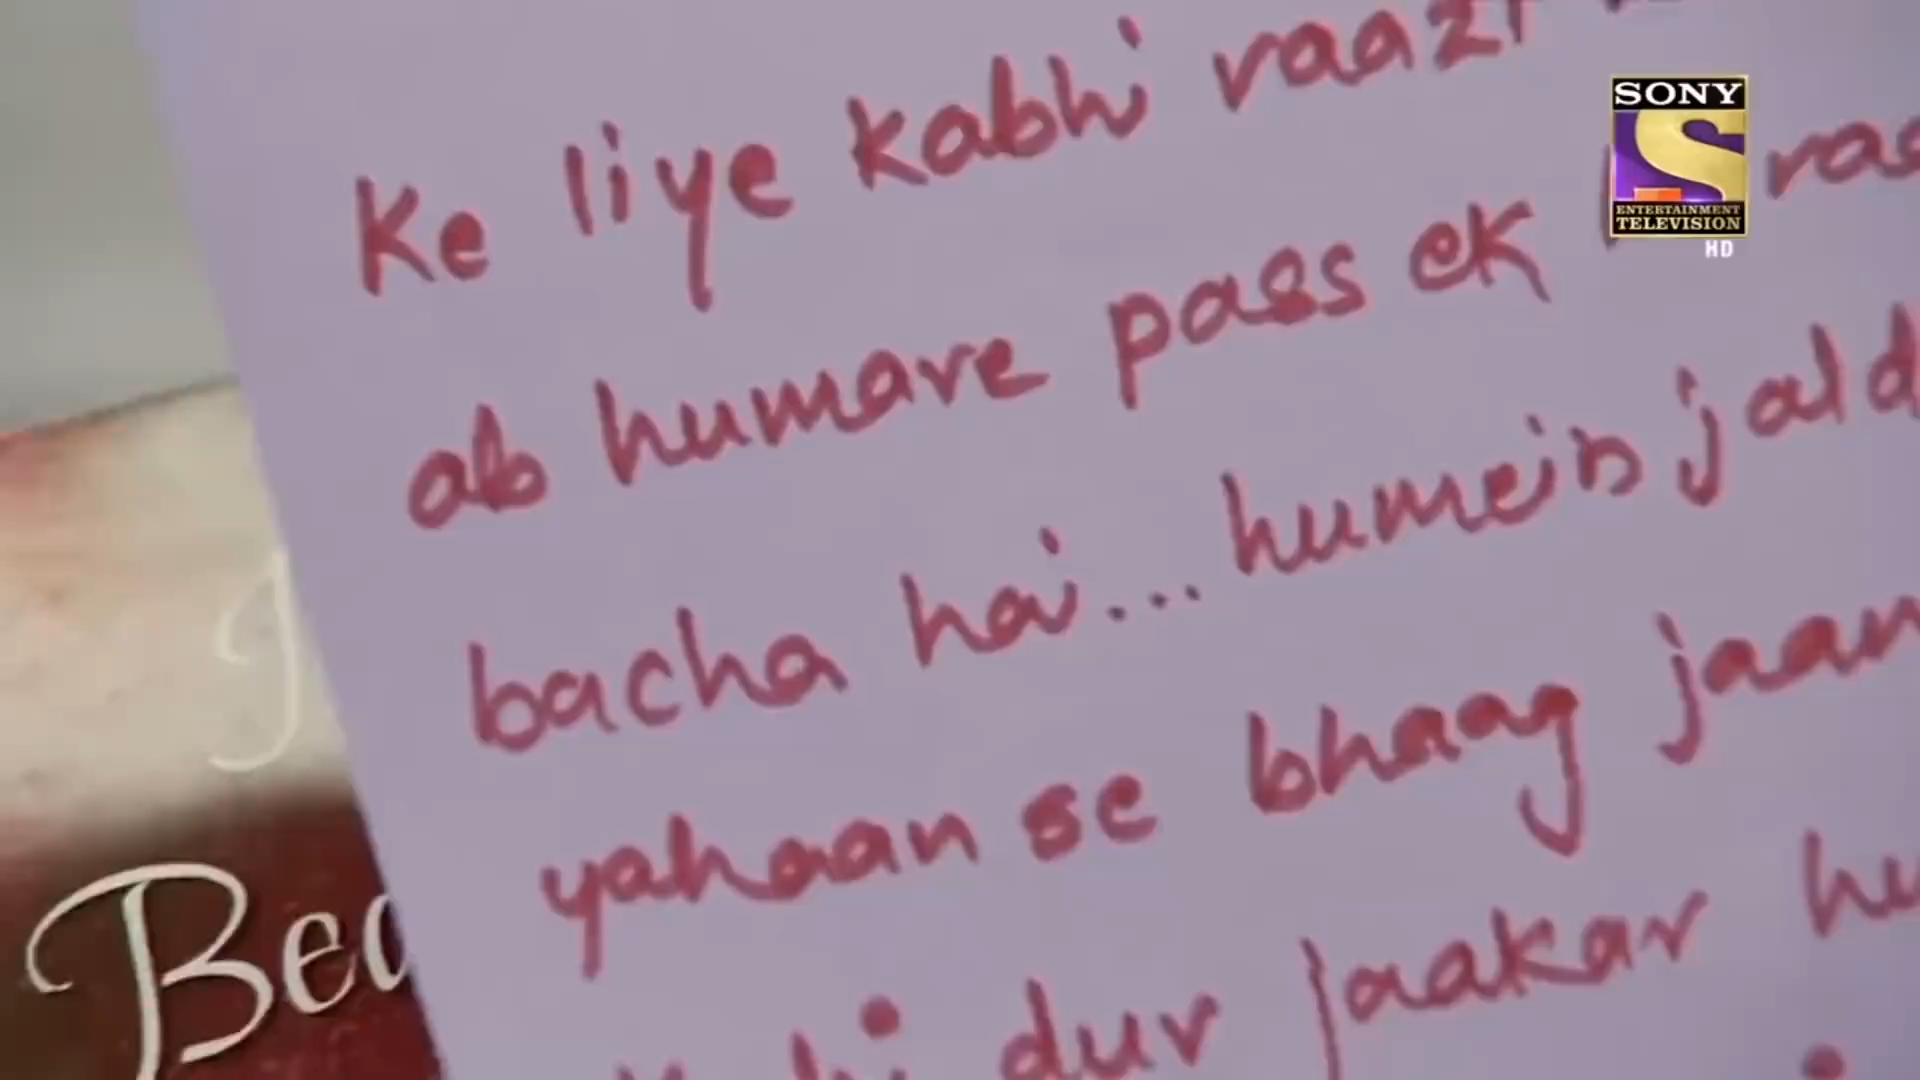 Ke liye kabhi raazi
ab humare pass ek
bacha hai... humein
yahaan se bhaag
dur jaakar
SONY
ENTERTAINMENT
TELEVISION
HD